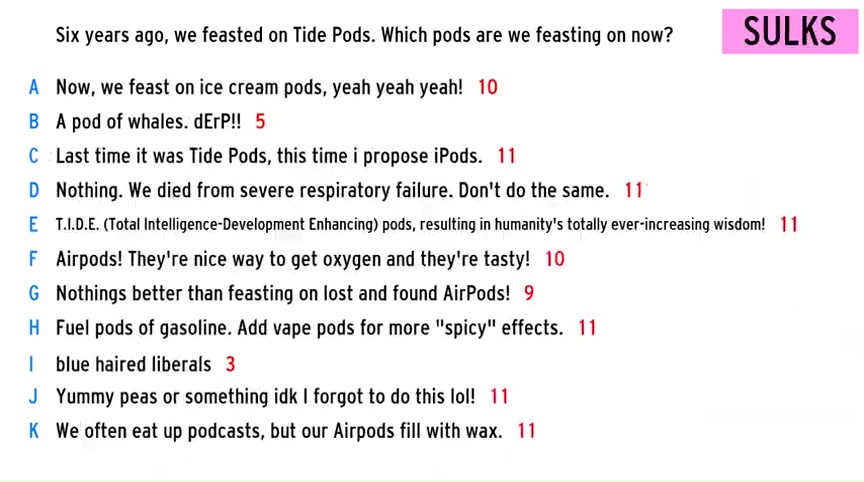 Six years ago, we feasted on Tide Pods. Which pods are we feasting on now?
SULKS
A Now, we feast on ice cream pods, yeah yeah yeah! 10
B A pod of whales. dErP!! 5
C Last time it was Tide Pods, this time i propose iPods. 11
D Nothing. We died from severe respiratory failure. Don't do the same. 11
E T.I.D.E. (Total Intelligence-Development Enhancing) pods, resulting in humanity's totally ever-increasing wisdom! 11
F Airpods! They're nice way to get oxygen and they're tasty! 10
G Nothings better than feasting on lost and found AirPods! 9
H Fuel pods of gasoline. Add vape pods for more "spicy" effects. 11
I blue haired liberals 3
J Yummy peas or something idk I forgot to do this lol! 11
K We often eat up podcasts, but our Airpods fill with wax. 11